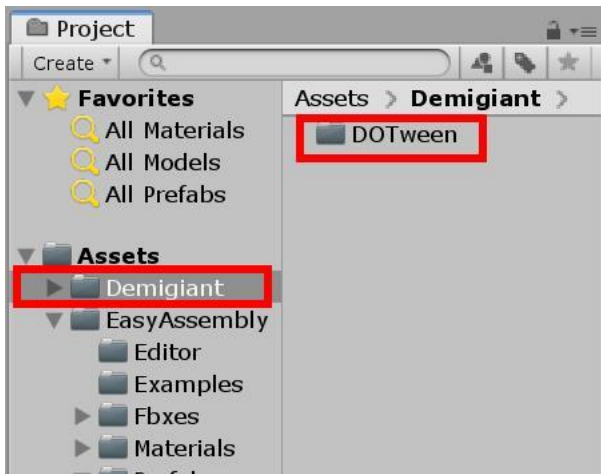 Project
Create
Favorites
All Materials
All Models
All Prefabs
Assets
Demigiant
EasyAssembly
Editor
Examples
Fbxes
Materials
Assets > Demigiant >
DOTween